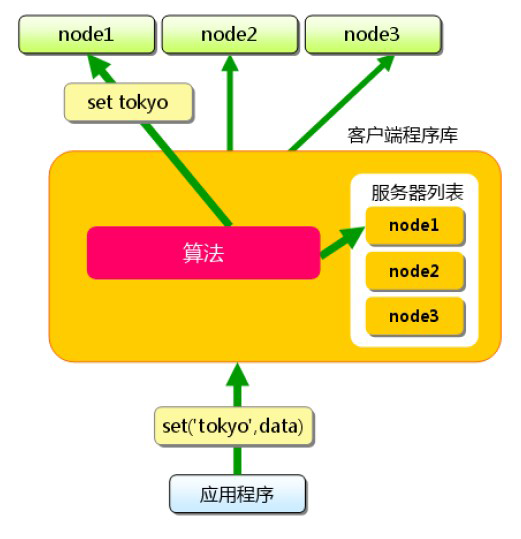 node1
node2
node3
set tokyo
客户端程序库
服务器列表
node1
算法
node2
node3
set('tokyo',data)
应用程序